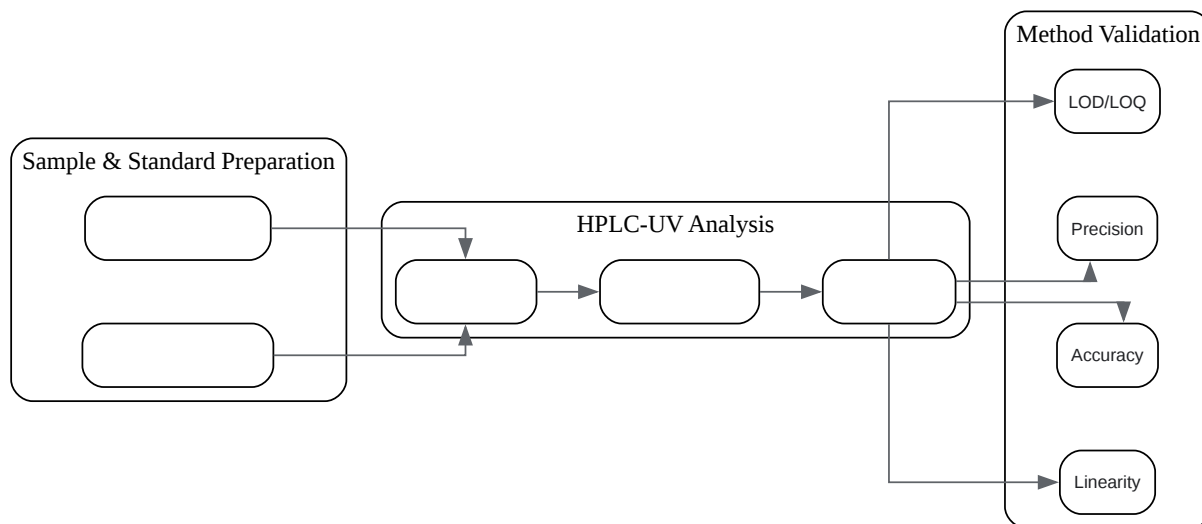 Method Validation
LOD/LOQ
Sample & Standard Preparation
Precision
HPLC-UV Analysis
Accuracy
Linearity